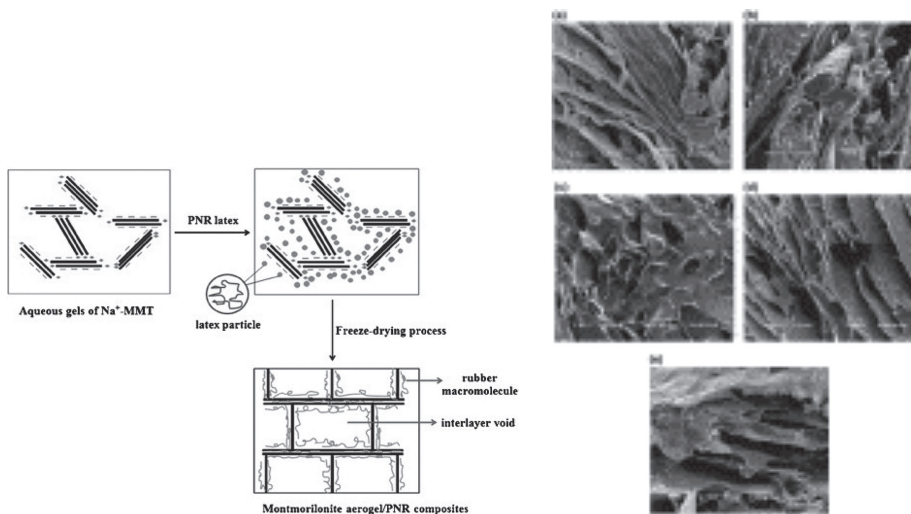 PNR latex
Aqueous gels of Na⁺-MMT
latex particle
Freeze-drying process
rubber
macromolecule
interlayer void
Montmorilonite aerogel/PNR composites
(a)
(b)
(c)
(d)
(e)